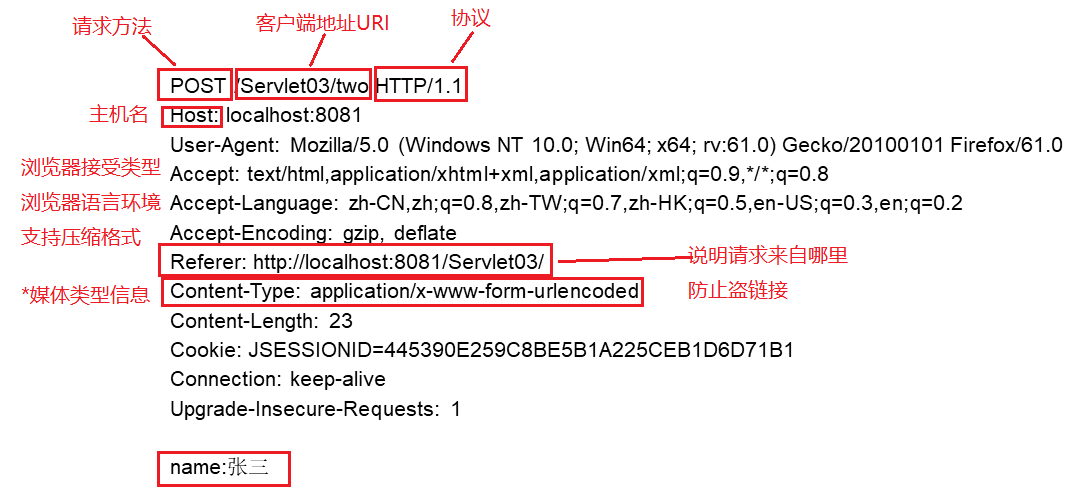 请求方法 客户端地址URI 协议
POST /Servlet03/two HTTP/1.1
主机名 Host: localhost:8081
User-Agent: Mozilla/5.0 (Windows NT 10.0; Win64; x64; rv:61.0) Gecko/20100101 Firefox/61.0
浏览器接受类型 Accept: text/html,application/xhtml+xml,application/xml;q=0.9,*/*;q=0.8
浏览器语言环境 Accept-Language: zh-CN,zh;q=0.8,zh-TW;q=0.7,zh-HK;q=0.5,en-US;q=0.3,en;q=0.2
支持压缩格式 Accept-Encoding: gzip, deflate
Referer: http://localhost:8081/Servlet03/ 说明请求来自哪里
*媒体类型信息 Content-Type: application/x-www-form-urlencoded 防止盗链接
Content-Length: 23
Cookie: JSESSIONID=445390E259C8BE5B1A225CEB1D6D71B1
Connection: keep-alive
Upgrade-Insecure-Requests: 1
name:张三